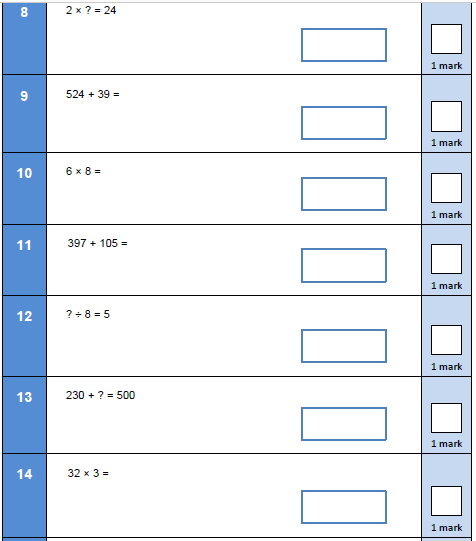 8 2 × ? = 24
1 mark
9 524 + 39 =
1 mark
10 6 × 8 =
1 mark
11 397 + 105 =
1 mark
12 ? ÷ 8 = 5
1 mark
13 230 + ? = 500
1 mark
14 32 × 3 =
1 mark